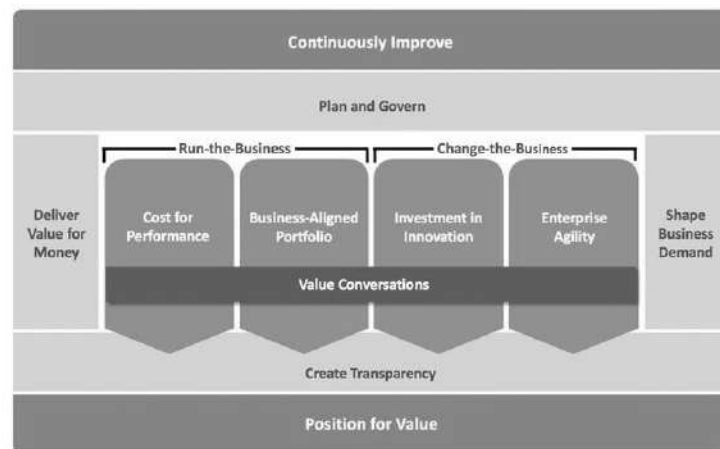 Continuously Improve
Plan and Govern
Run-the-Business
Change-the-Business
Deliver
Value for
Money
Cost for
Performance
Business-Aligned
Portfolio
Investment in
Innovation
Enterprise
Agility
Shape
Business
Demand
Value Conversations
Create Transparency
Position for Value